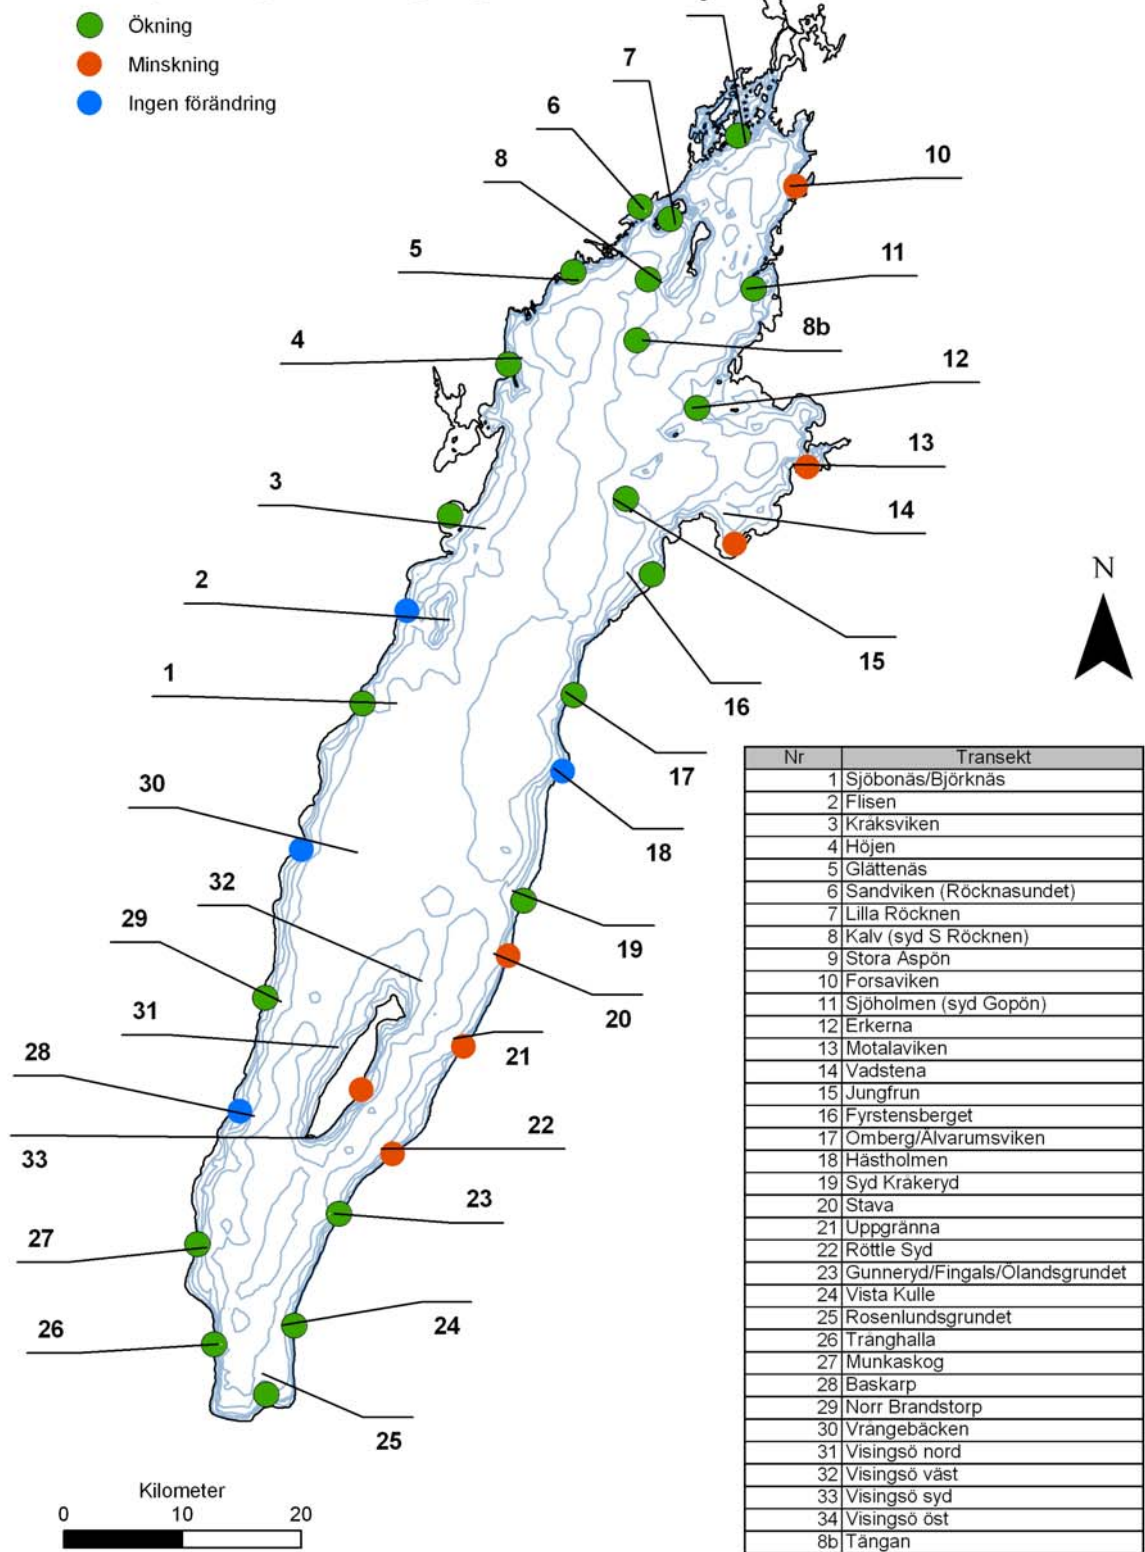 Ökning
Minskning
Ingen förändring
7
6
8
10
5
11
8b
4
12
13
3
14
2
15
1
16
17
30
18
32
29
19
31
20
28
21
22
33
23
27
24
26
25
N
Kilometer
0 10 20
Nr Transekt
1 Sjöbonäs/Björknäs
2 Flisen
3 Kråksviken
4 Höjen
5 Glättenäs
6 Sandviken (Röcknasundet)
7 Lilla Röcknen
8 Kalv (syd S Röcknen)
9 Stora Aspön
10 Forsaviken
11 Sjöholmen (syd Gopön)
12 Erkerna
13 Motalaviken
14 Vadstena
15 Jungfrun
16 Fyrstensberget
17 Omberg/Älvarumsviken
18 Hästholmen
19 Syd Kråkeryd
20 Stava
21 Uppgränna
22 Röttle Syd
23 Gunneryd/Fingals/Ölandsgrundet
24 Vista Kulle
25 Rosenlundsgrundet
26 Trånghalla
27 Munkaskog
28 Baskarp
29 Norr Brandstorp
30 Vrångebäcken
31 Visingsö nord
32 Visingsö väst
33 Visingsö syd
34 Visingsö öst
8b Tängan